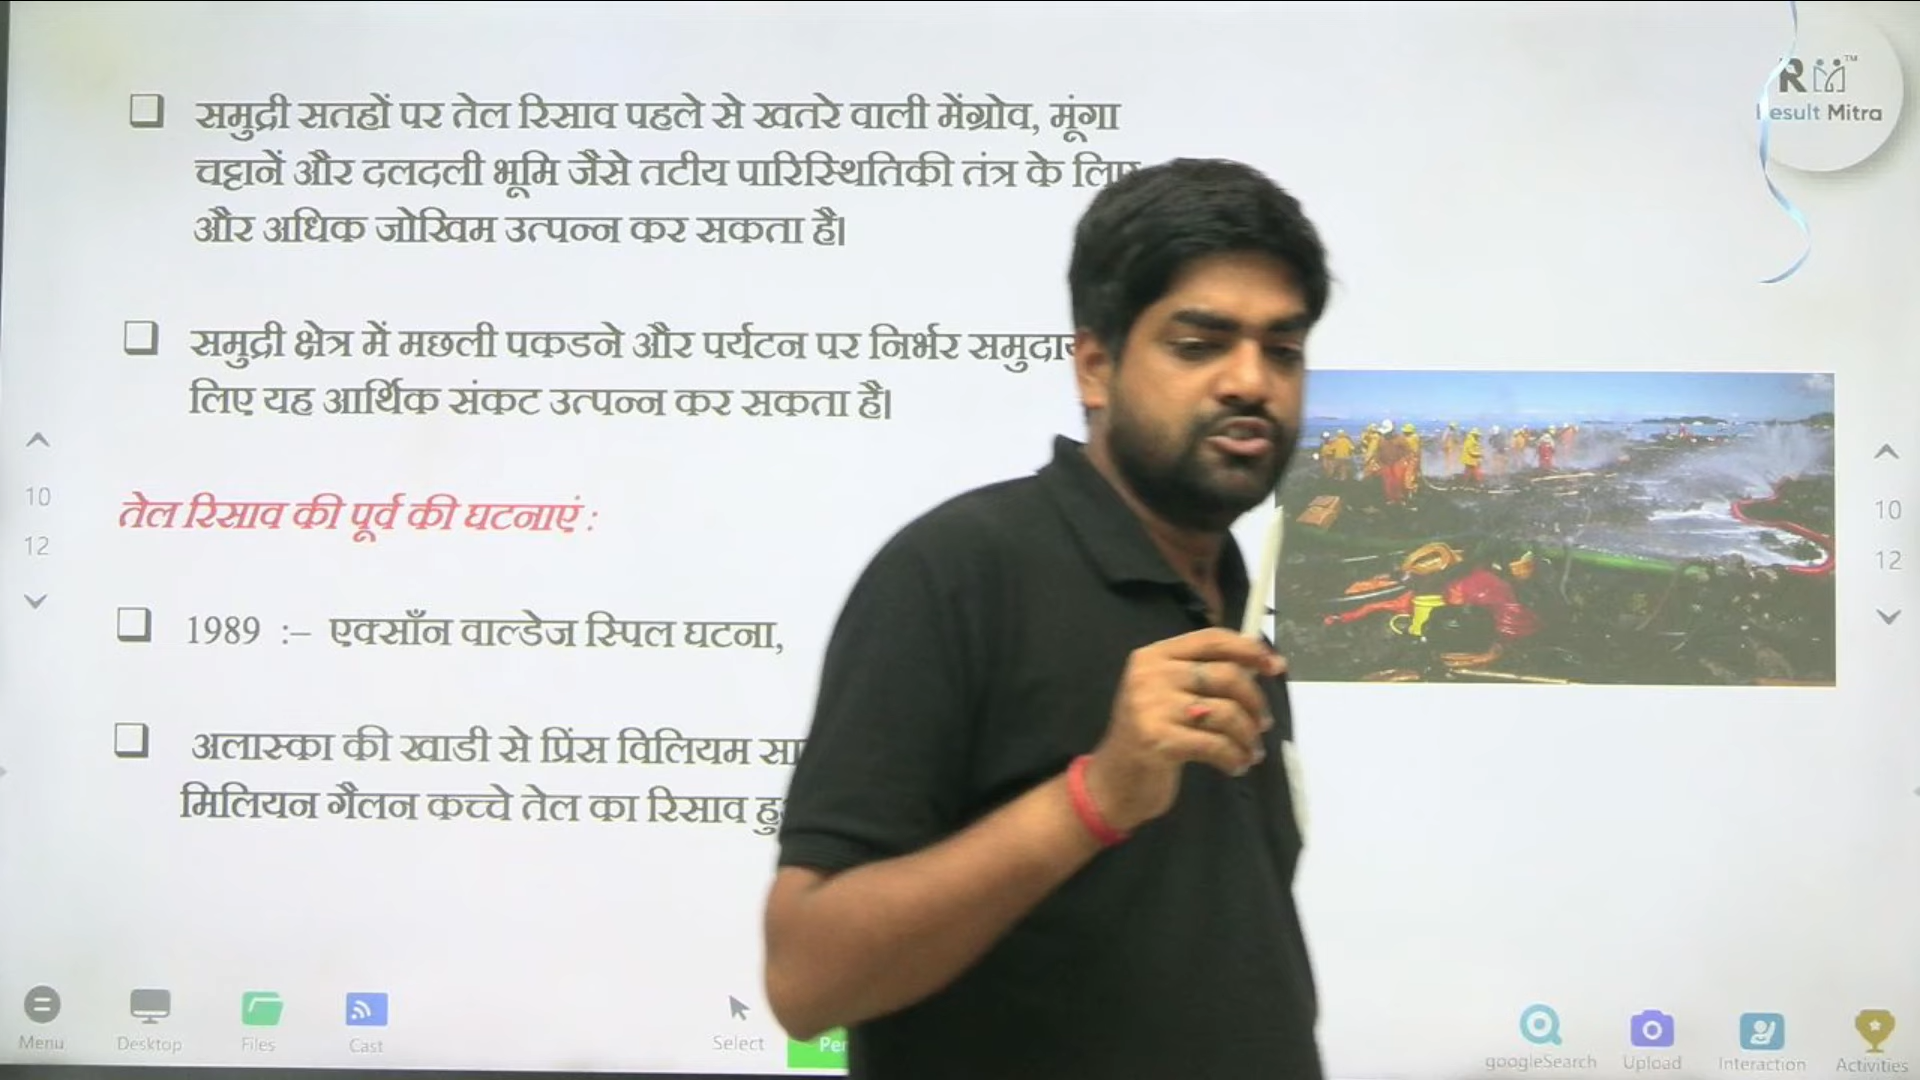 समुद्री सतहों पर तेल रिसाव पहले से खतरे वाली मेंग्रोव, मूंगा
चट्टानें और दलदली भूमि जैसे तटीय पारिस्थितिकी तंत्र के लिए
और अधिक जोखिम उत्पन्न कर सकता है।
समुद्री क्षेत्र में मछली पकडने और पर्यटन पर निर्भर
लिए यह आर्थिक संकट उत्पन्न कर सकता है।
तेल रिसाव की पूर्व की घटनाएं :
1989 :– एक्सॉन वाल्डेज स्पिल घटना,
अलास्का की खाडी से प्रिंस विलियम
मिलियन गैलन कच्चे तेल का रिसाव
RM™
Result Mitra
10
12
10
12
Menu
Desktop
Files
Cast
Select
googleSearch
Upload
Interaction
Activities